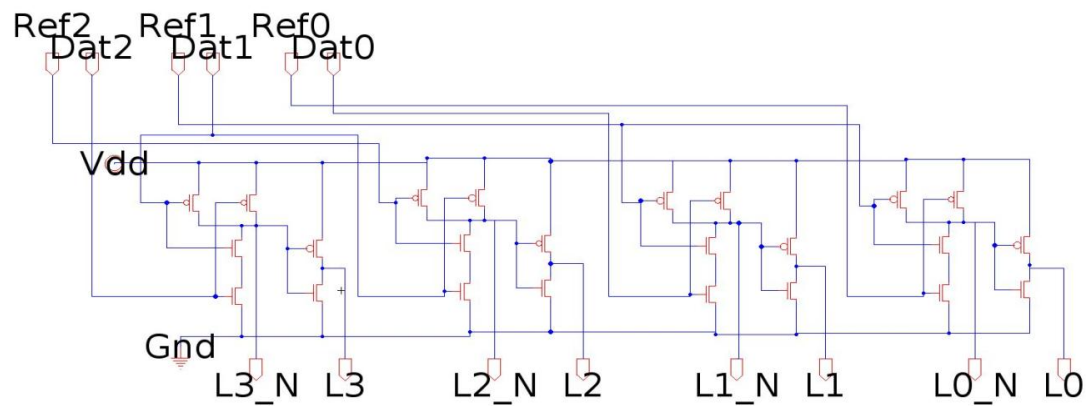 Ref2 Ref1 Ref0
Dat2 Dat1 Dat0
Vdd
Gnd
L3_N L3 L2_N L2 L1_N L1 L0_N L0